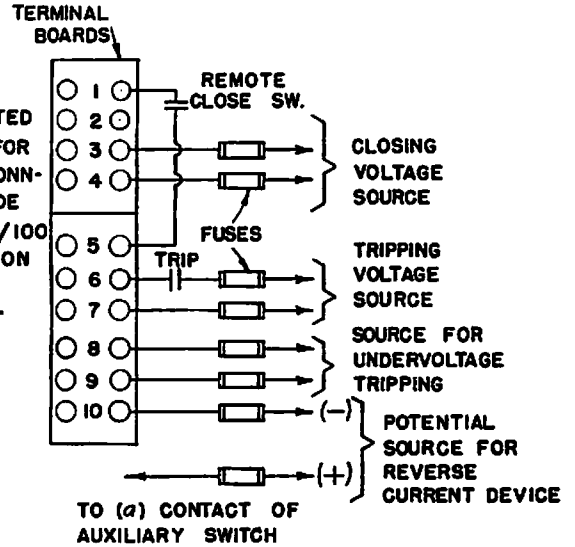 TERMINAL
BOARDS
1
2
3
4
5
6
7
8
9
10
REMOTE
CLOSE SW.
TED
FOR
ONN-
DE
/100
ON
CLOSING
VOLTAGE
SOURCE
FUSES
TRIP
TRIPPING
VOLTAGE
SOURCE
SOURCE FOR
UNDERVOLTAGE
TRIPPING
(-)
(+)
POTENTIAL
SOURCE FOR
REVERSE
CURRENT DEVICE
TO (a) CONTACT OF
AUXILIARY SWITCH